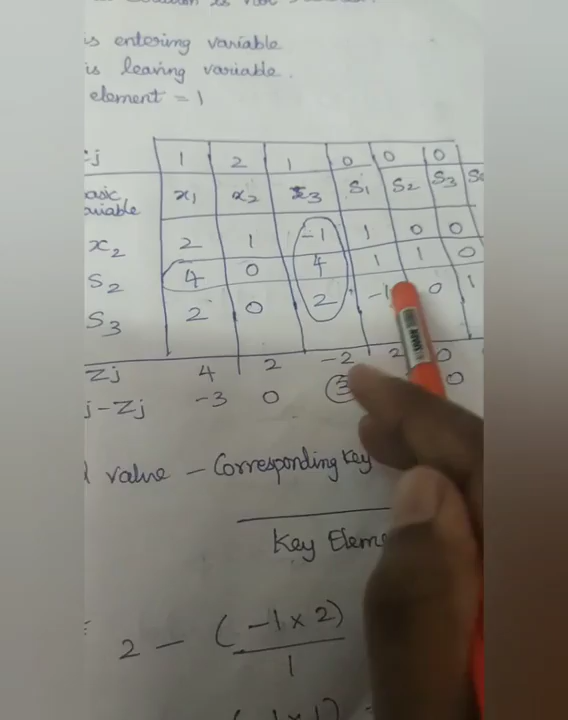 is entering variable
is leaving variable.
element = 1
cj 1 2 1 0 0 0
basic variable x₁ x₂ x₃ S₁ S₂ S₃
x₂ 2 1 -1 1 0 0
S₂ 4 0 4 1 1 0
S₃ 2 0 2 -1 0 1
Zj 4 2 -2 2 0
j-Zj -3 0 3 0
value - Corresponding Key
Key Eleme
2 - (-1 x 2)
1
(-1x1)